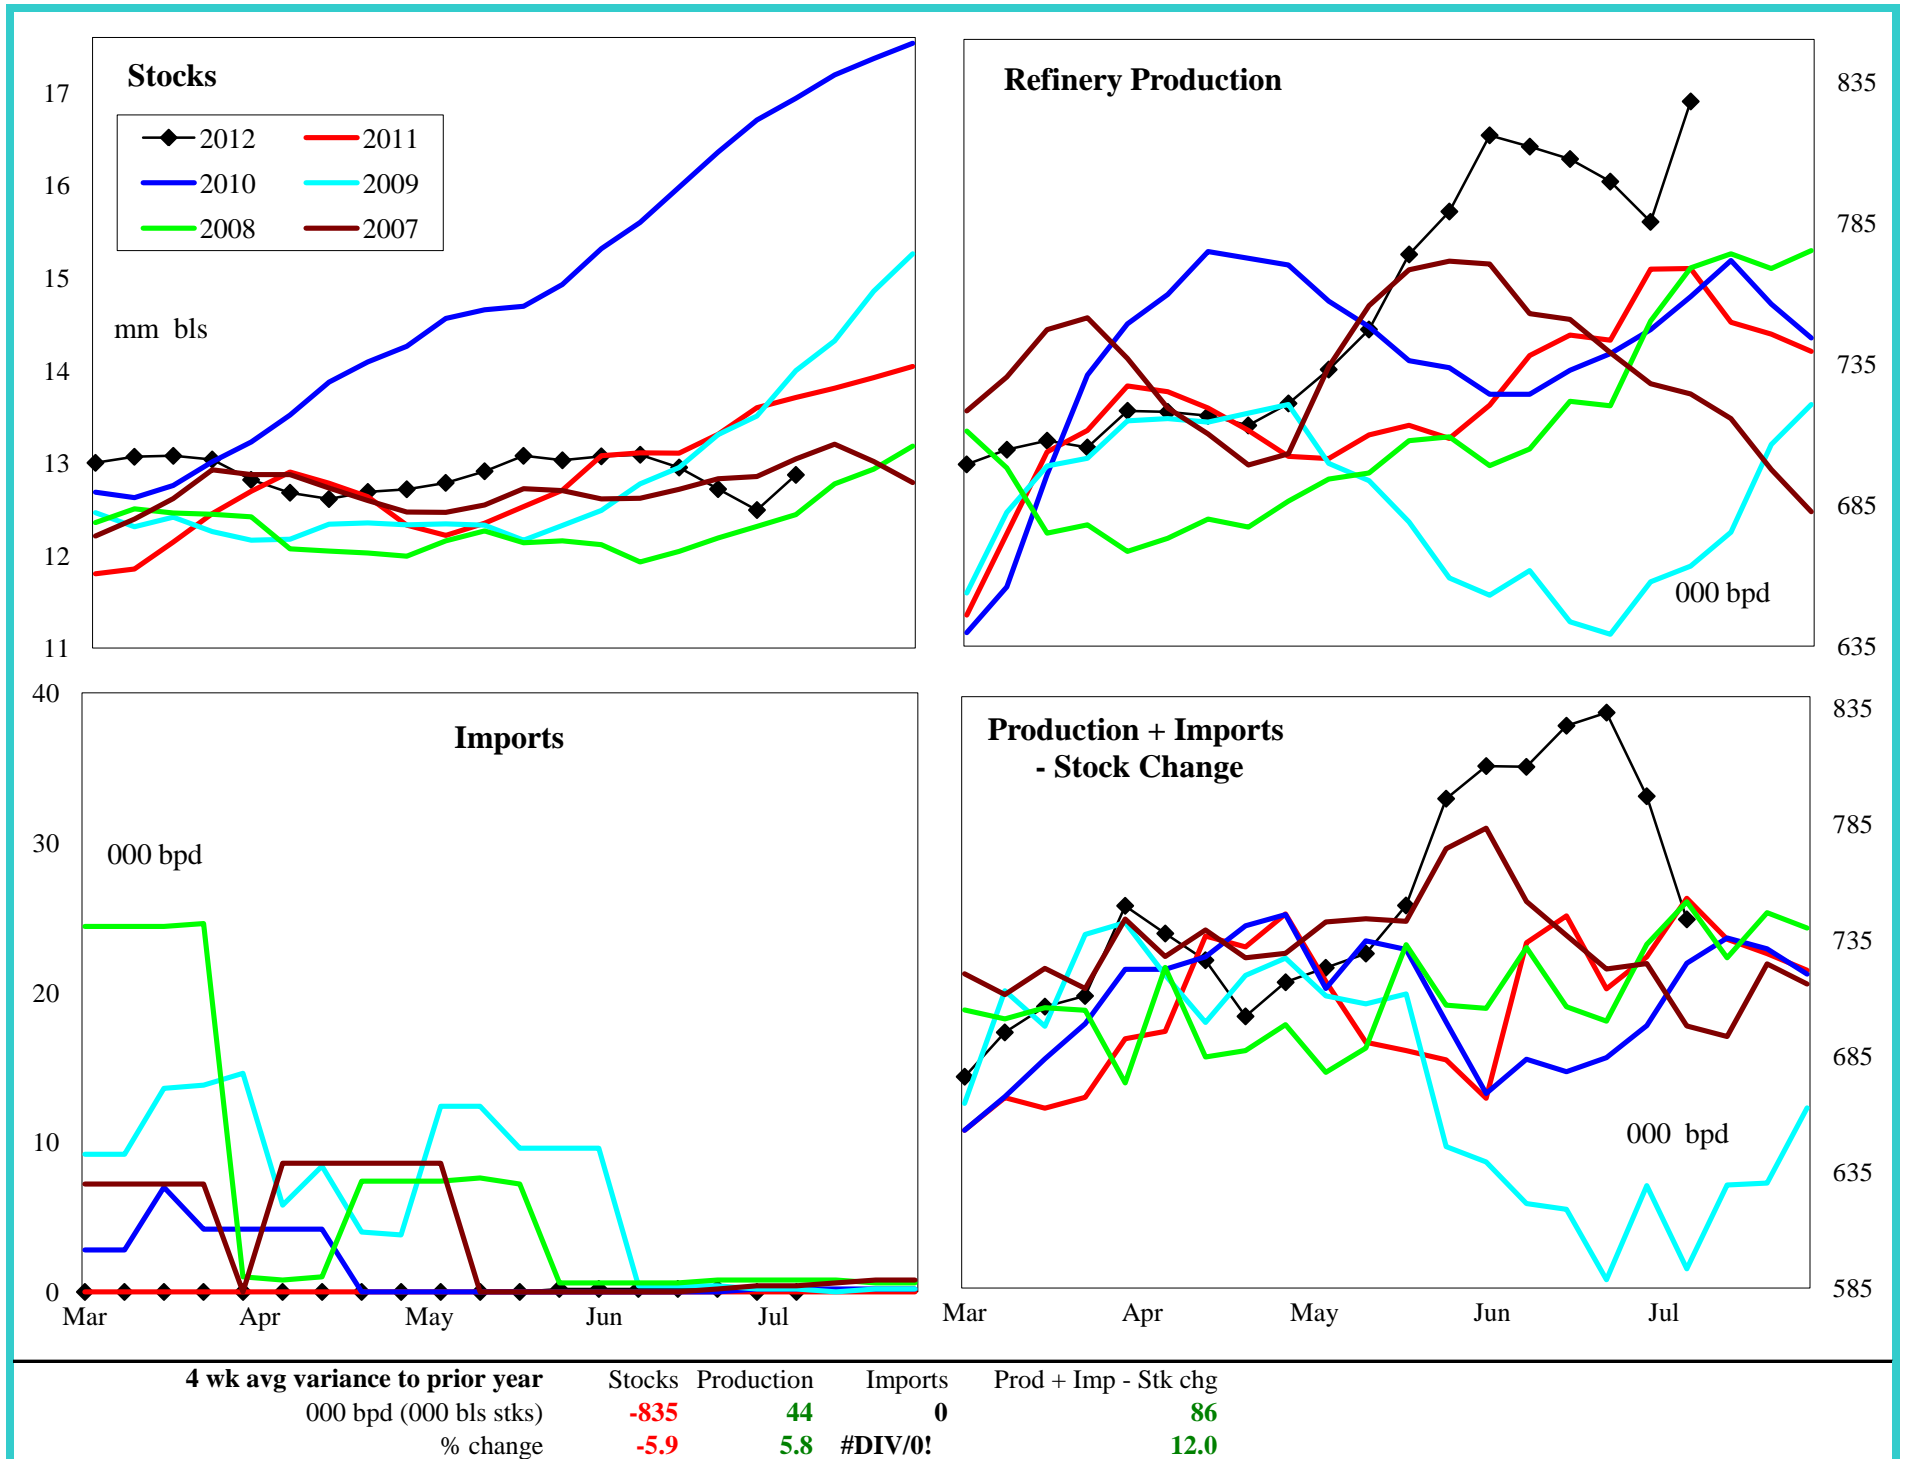 Stocks
17
16
15
14
13
12
11
2012 2011
2010 2009
2008 2007
mm bls
Refinery Production
835
785
735
685
635
000 bpd
Imports
40
30
20
10
0
000 bpd
Mar Apr May Jun Jul
Production + Imports
- Stock Change
835
785
735
685
635
585
000 bpd
Mar Apr May Jun Jul
4 wk avg variance to prior year Stocks Production Imports Prod + Imp - Stk chg
000 bpd (000 bls stks) -835 44 0 86
% change -5.9 5.8 #DIV/0! 12.0